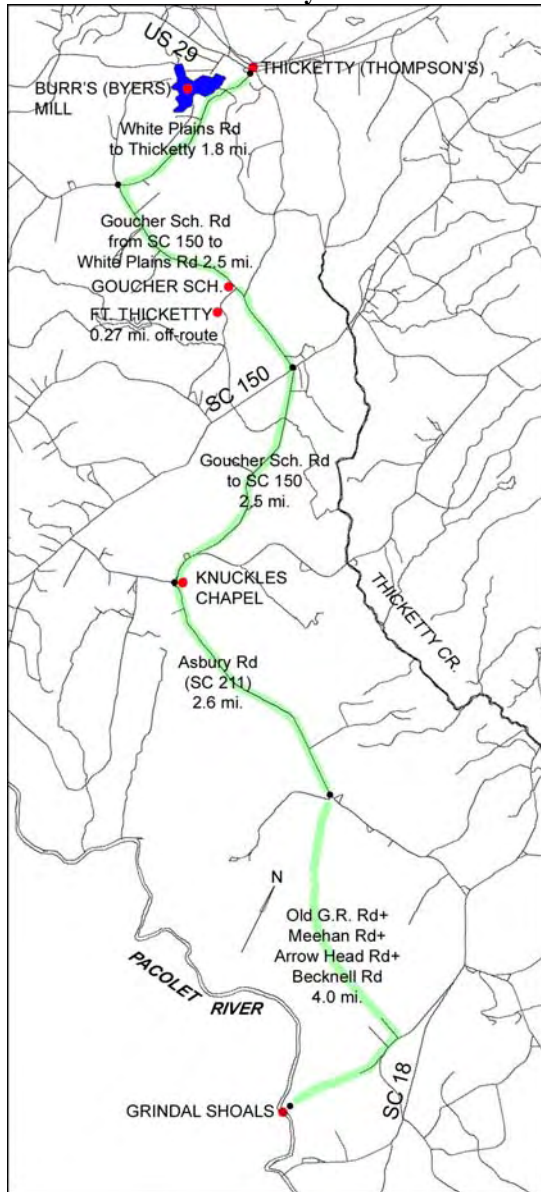 US 29
THICKETTY (THOMPSON'S)
BURR'S (BYERS)
MILL
White Plains Rd
to Thicketty 1.8 mi.
Goucher Sch. Rd
from SC 150 to
White Plains Rd 2.5 mi.
GOUCHER SCH.
FT. THICKETTY
0.27 mi. off-route
SC 150
Goucher Sch. Rd
to SC 150
2.5 mi.
KNUCKLES
CHAPEL
THICKETTY CR.
Asbury Rd
(SC 211)
2.6 mi.
N
Old G.R. Rd+
Meehan Rd+
Arrow Head Rd+
Becknell Rd
4.0 mi.
PACOLET RIVER
SC 18
GRINDAL SHOALS